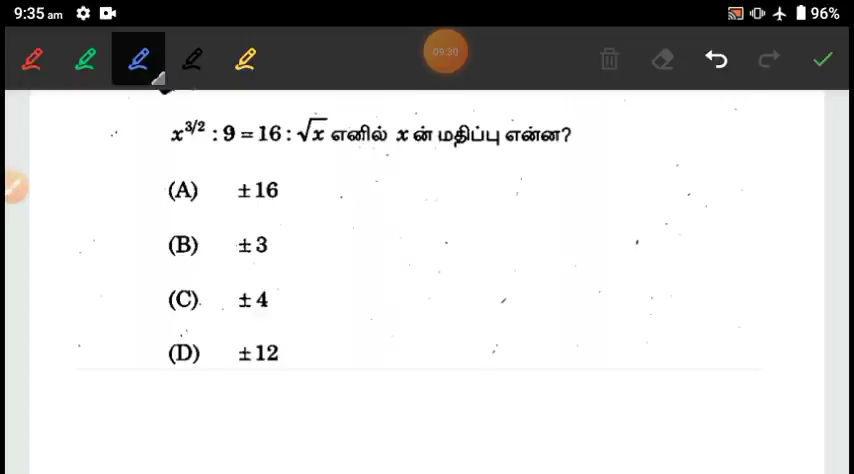 9:35 am 96%
09:30
x^{3/2} : 9 = 16 : √x எனில் x ன் மதிப்பு என்ன?
(A) ± 16
(B) ± 3
(C) ± 4
(D) ± 12